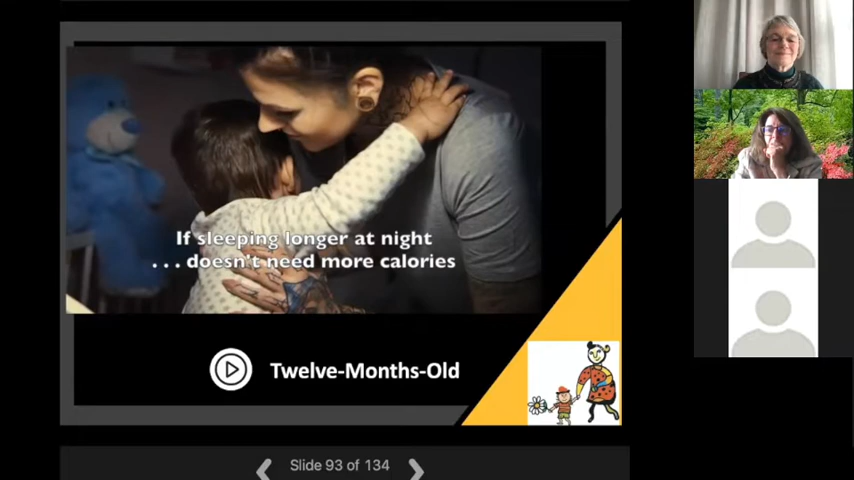 If sleeping longer at night
. . . doesn't need more calories
Twelve-Months-Old
Slide 93 of 134